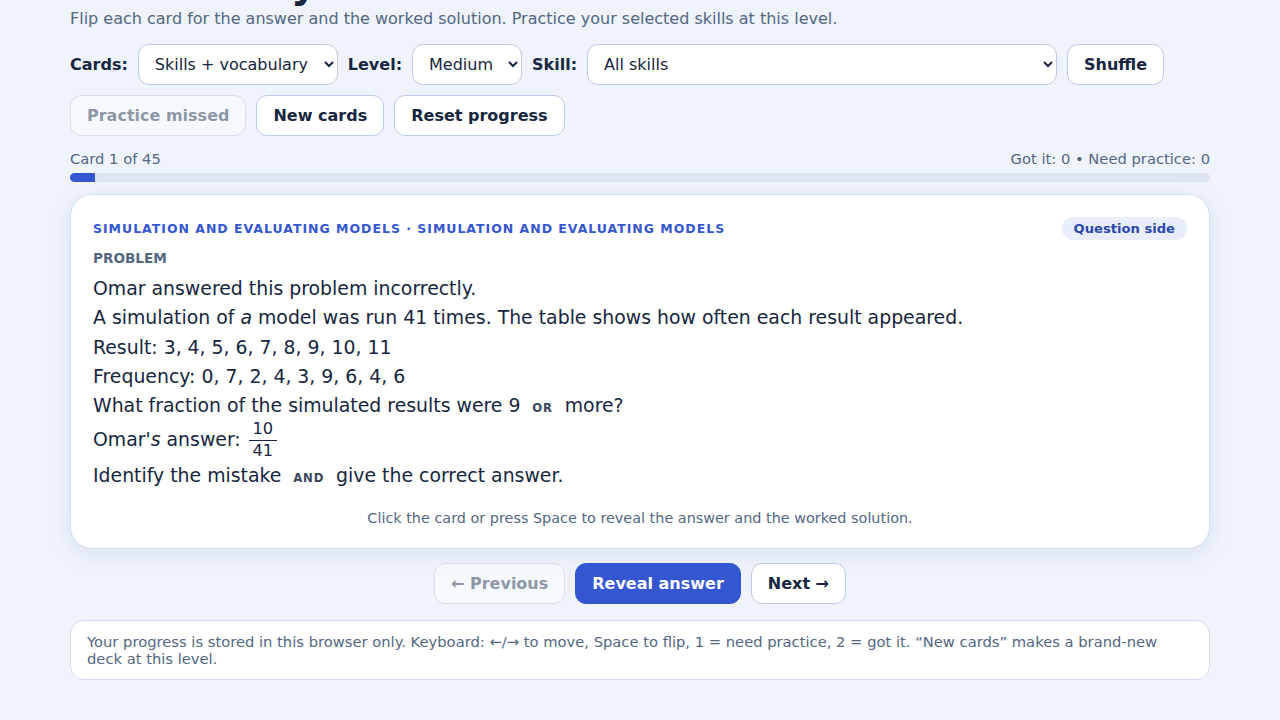 Flip each card for the answer and the worked solution. Practice your selected skills at this level.
Cards: Skills + vocabulary Level: Medium Skill: All skills Shuffle
Practice missed New cards Reset progress
Card 1 of 45 Got it: 0 • Need practice: 0
SIMULATION AND EVALUATING MODELS · SIMULATION AND EVALUATING MODELS Question side
PROBLEM
Omar answered this problem incorrectly.
A simulation of a model was run 41 times. The table shows how often each result appeared.
Result: 3, 4, 5, 6, 7, 8, 9, 10, 11
Frequency: 0, 7, 2, 4, 3, 9, 6, 4, 6
What fraction of the simulated results were 9 OR more?
Omar's answer: 10/41
Identify the mistake AND give the correct answer.
Click the card or press Space to reveal the answer and the worked solution.
← Previous Reveal answer Next →
Your progress is stored in this browser only. Keyboard: ←/→ to move, Space to flip, 1 = need practice, 2 = got it. “New cards” makes a brand-new
deck at this level.